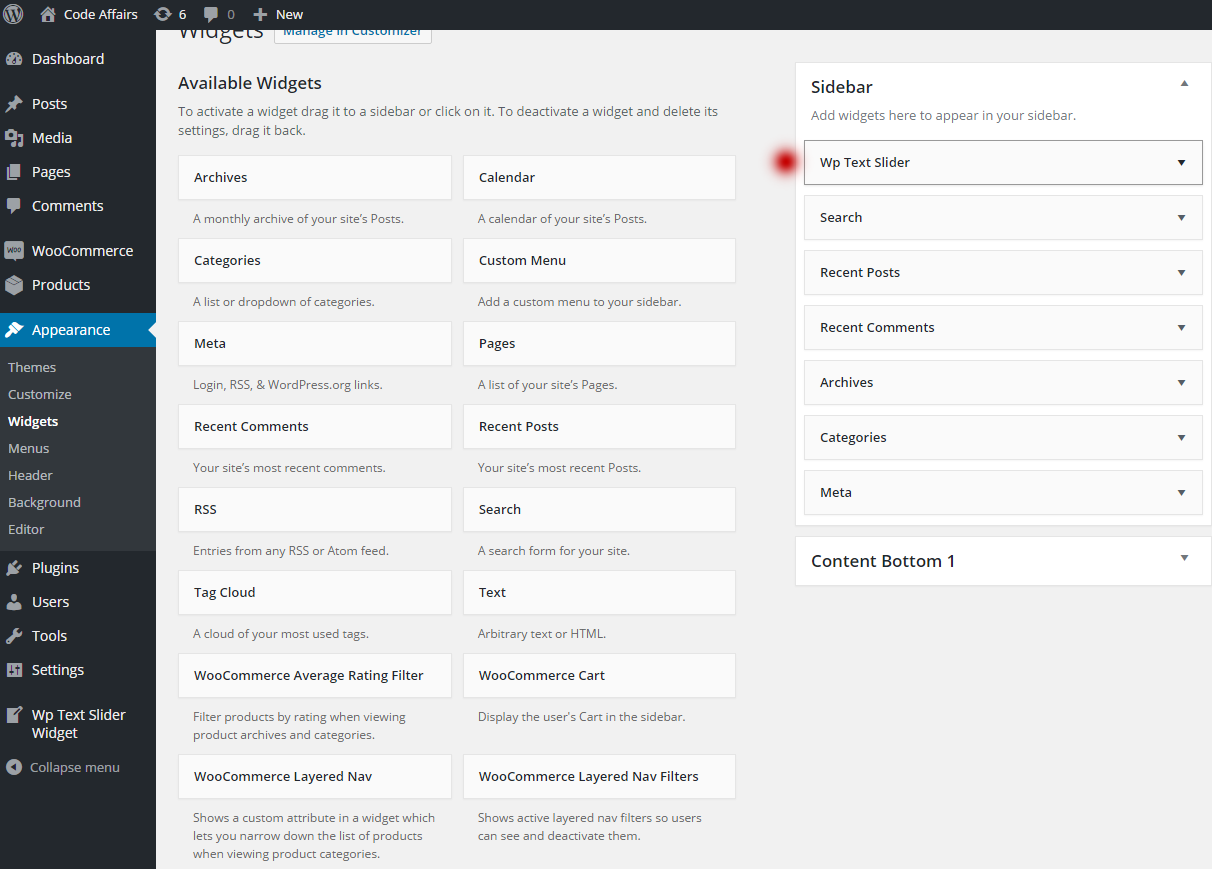 Code Affairs 6 0 New
Dashboard
Posts
Media
Pages
Comments
WOO WooCommerce
Products
Appearance
Themes
Customize
Widgets
Menus
Header
Background
Editor
Plugins
Users
Tools
Settings
Wp Text Slider
Widget
Collapse menu
Widgets Manage in Customizer
Available Widgets
To activate a widget drag it to a sidebar or click on it. To deactivate a widget and delete its
settings, drag it back.
Archives
A monthly archive of your site’s Posts.
Calendar
A calendar of your site’s Posts.
Categories
A list or dropdown of categories.
Custom Menu
Add a custom menu to your sidebar.
Meta
Login, RSS, & WordPress.org links.
Pages
A list of your site’s Pages.
Recent Comments
Your site’s most recent comments.
Recent Posts
Your site’s most recent Posts.
RSS
Entries from any RSS or Atom feed.
Search
A search form for your site.
Tag Cloud
A cloud of your most used tags.
Text
Arbitrary text or HTML.
WooCommerce Average Rating Filter
Filter products by rating when viewing
product archives and categories.
WooCommerce Cart
Display the user's Cart in the sidebar.
WooCommerce Layered Nav
Shows a custom attribute in a widget which
lets you narrow down the list of products
when viewing product categories.
WooCommerce Layered Nav Filters
Shows active layered nav filters so users
can see and deactivate them.
Sidebar
Add widgets here to appear in your sidebar.
Wp Text Slider
Search
Recent Posts
Recent Comments
Archives
Categories
Meta
Content Bottom 1